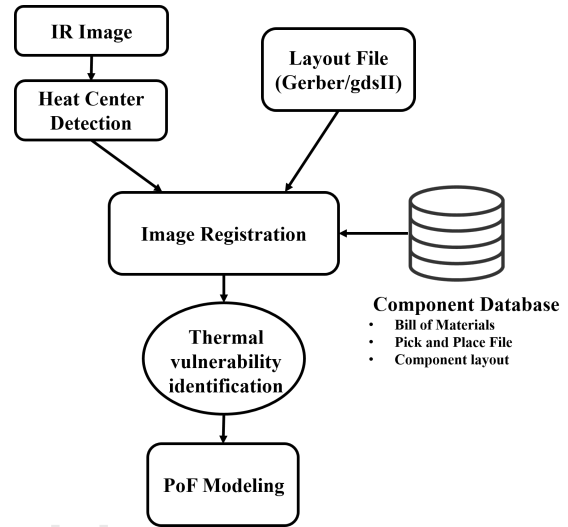 IR Image
Heat Center
Detection
Layout File
(Gerber/gdsII)
Image Registration
Component Database
• Bill of Materials
• Pick and Place File
• Component layout
Thermal
vulnerability
identification
PoF Modeling